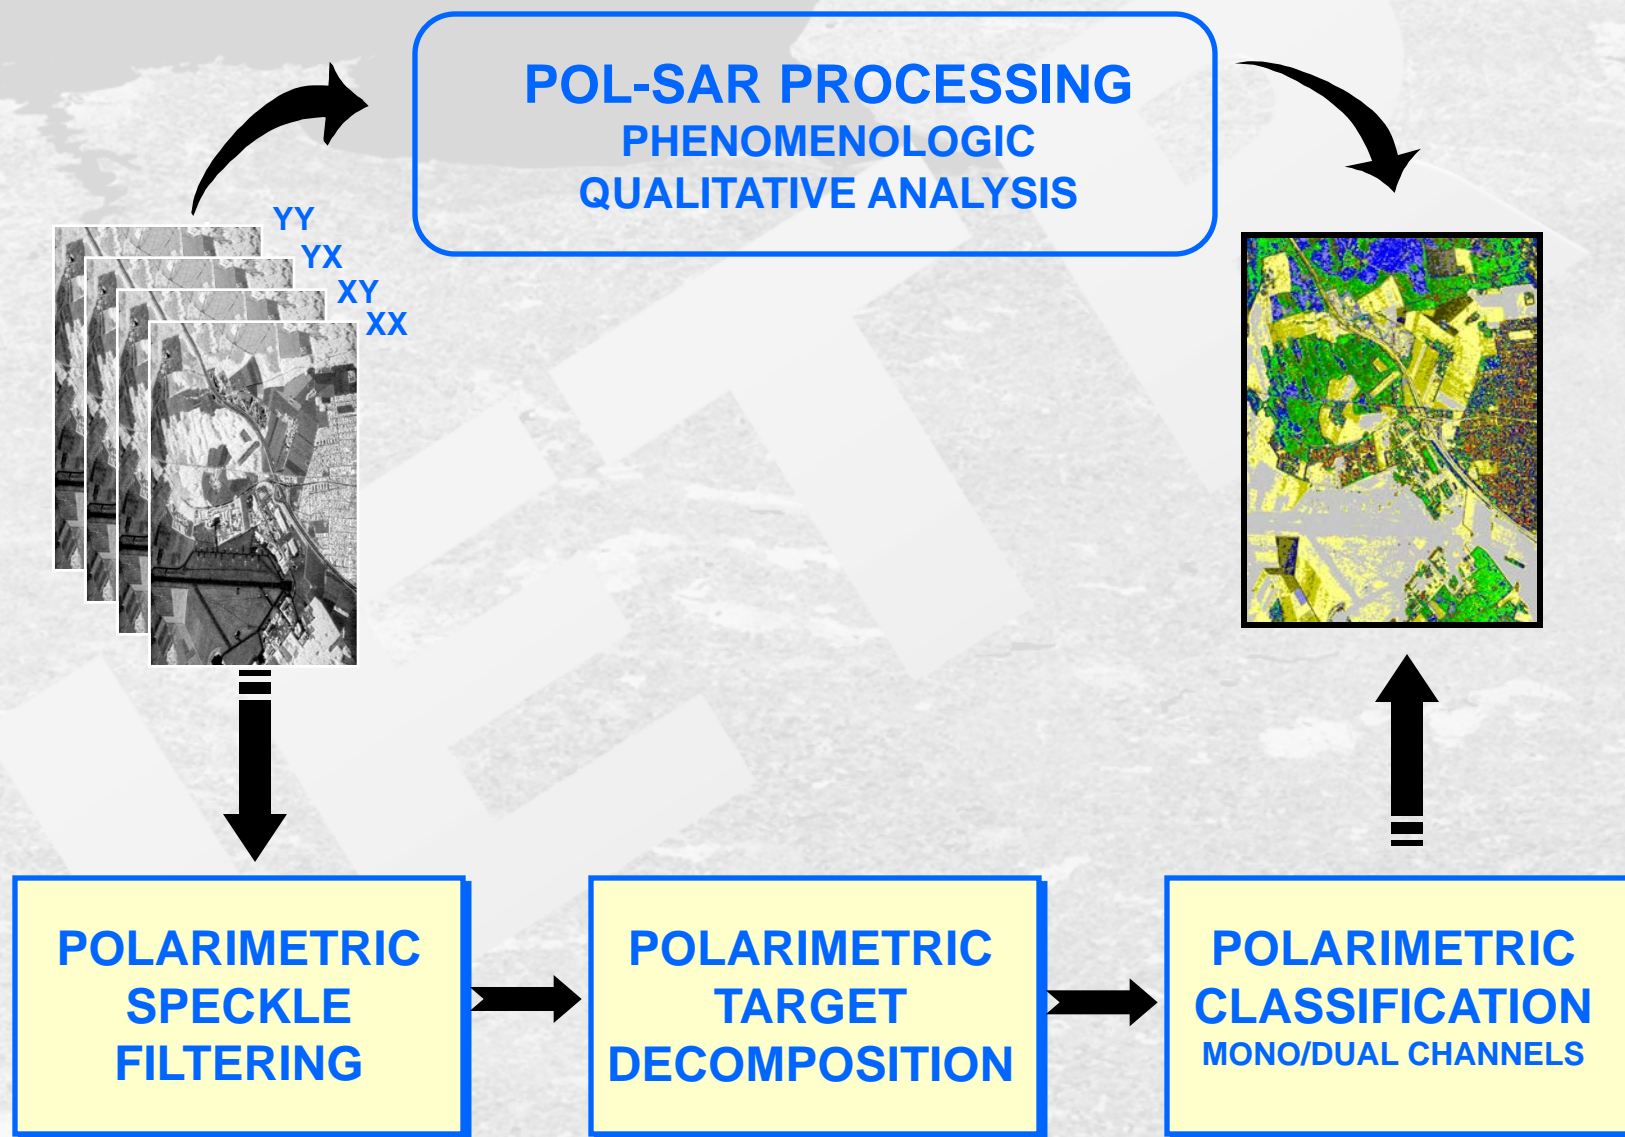 POL-SAR PROCESSING
PHENOMENOLOGIC
QUALITATIVE ANALYSIS
YY
YX
XY
XX
POLARIMETRIC
SPECKLE
FILTERING
POLARIMETRIC
TARGET
DECOMPOSITION
POLARIMETRIC
CLASSIFICATION
MONO/DUAL CHANNELS